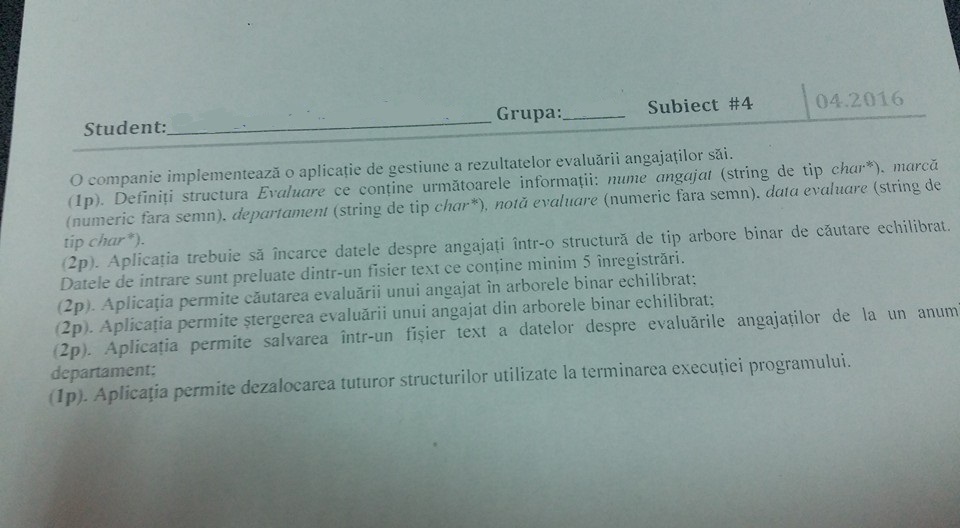 Student: Grupa: Subiect #4 04.2016
O companie implementează o aplicație de gestiune a rezultatelor evaluării angajaților săi.
(1p). Definiți structura Evaluare ce conține următoarele informații: nume angajat (string de tip char*), marcă
(numeric fara semn), departament (string de tip char*), notă evaluare (numeric fara semn), data evaluare (string de
tip char*).
(2p). Aplicația trebuie să încarce datele despre angajați într-o structură de tip arbore binar de căutare echilibrat.
Datele de intrare sunt preluate dintr-un fisier text ce conține minim 5 înregistrări.
(2p). Aplicația permite căutarea evaluării unui angajat în arborele binar echilibrat;
(2p). Aplicația permite ștergerea evaluării unui angajat din arborele binar echilibrat;
(2p). Aplicația permite salvarea într-un fișier text a datelor despre evaluările angajaților de la un anum
departament;
(1p). Aplicația permite dezalocarea tuturor structurilor utilizate la terminarea execuției programului.